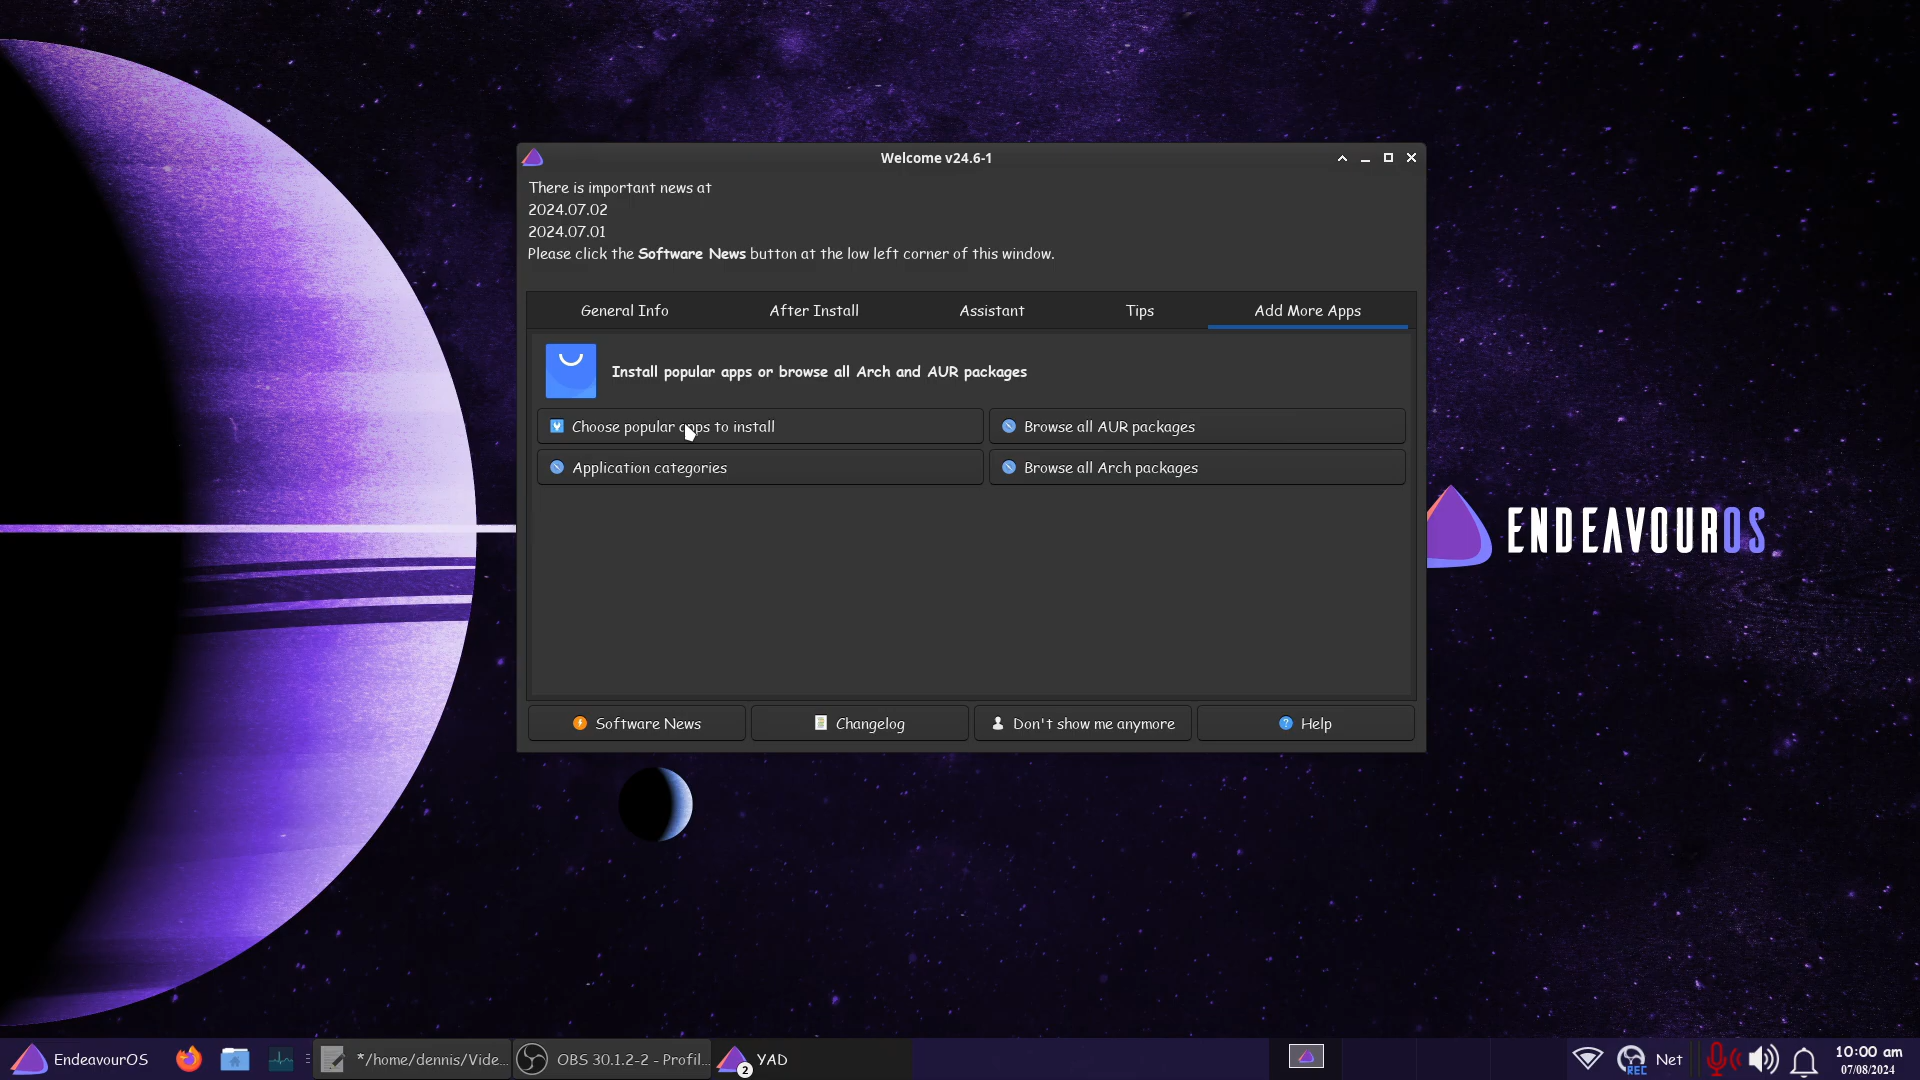 Welcome v24.6-1
There is important news at
2024.07.02
2024.07.01
Please click the Software News button at the low left corner of this window.
General Info After Install Assistant Tips Add More Apps
Install popular apps or browse all Arch and AUR packages
Choose popular apps to install Browse all AUR packages
Application categories Browse all Arch packages
ENDEAVOUROS
Software News Changelog Don't show me anymore Help
EndeavourOS */home/dennis/Vide... OBS 30.1.2-2 - Profil... 2 YAD REC Net 10:00 am
07/08/2024